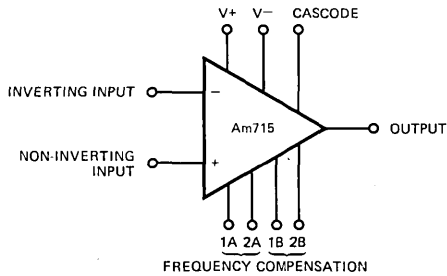 V+ V− CASCODE
INVERTING INPUT −
Am715 OUTPUT
NON-INVERTING
INPUT +
1A 2A 1B 2B
FREQUENCY COMPENSATION